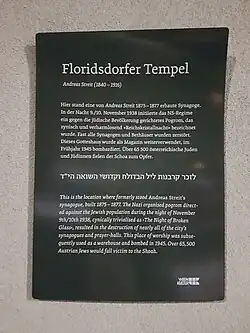 Floridsdorfer Tempel
Andreas Streit (1840 – 1916)
Hier stand eine von Andreas Streit 1875 – 1877 erbaute Synagoge.
In der Nacht 9./10. November 1938 initiierte das NS-Regime
ein gegen die jüdische Bevölkerung gerichtetes Pogrom, das
zynisch und verharmlosend »Reichskristallnacht« bezeichnet
wurde. Fast alle Synagogen und Bethäuser wurden zerstört.
Dieses Gotteshaus wurde als Magazin weiterverwendet, im
Frühjahr 1945 bombardiert. Über 65 500 österreichische Juden
und Jüdinnen fielen der Schoa zum Opfer.
לזכר קרבנות ליל הבדולח וקדושי השואה הי"ד
This is the location where formerly stood Andreas Streit's
synagogue, built 1875 – 1877. The Nazi organised pogrom direct-
ed against the Jewish population during the night of November
9th/10th 1938, cynically trivialised as »The Night of Broken
Glass«, resulted in the destruction of nearly all of the city's
synagogues and prayer-halls. This place of worship was subse-
quently used as a warehouse and bombed in 1945. Over 65,500
Austrian Jews would fall victim to the Shoah.